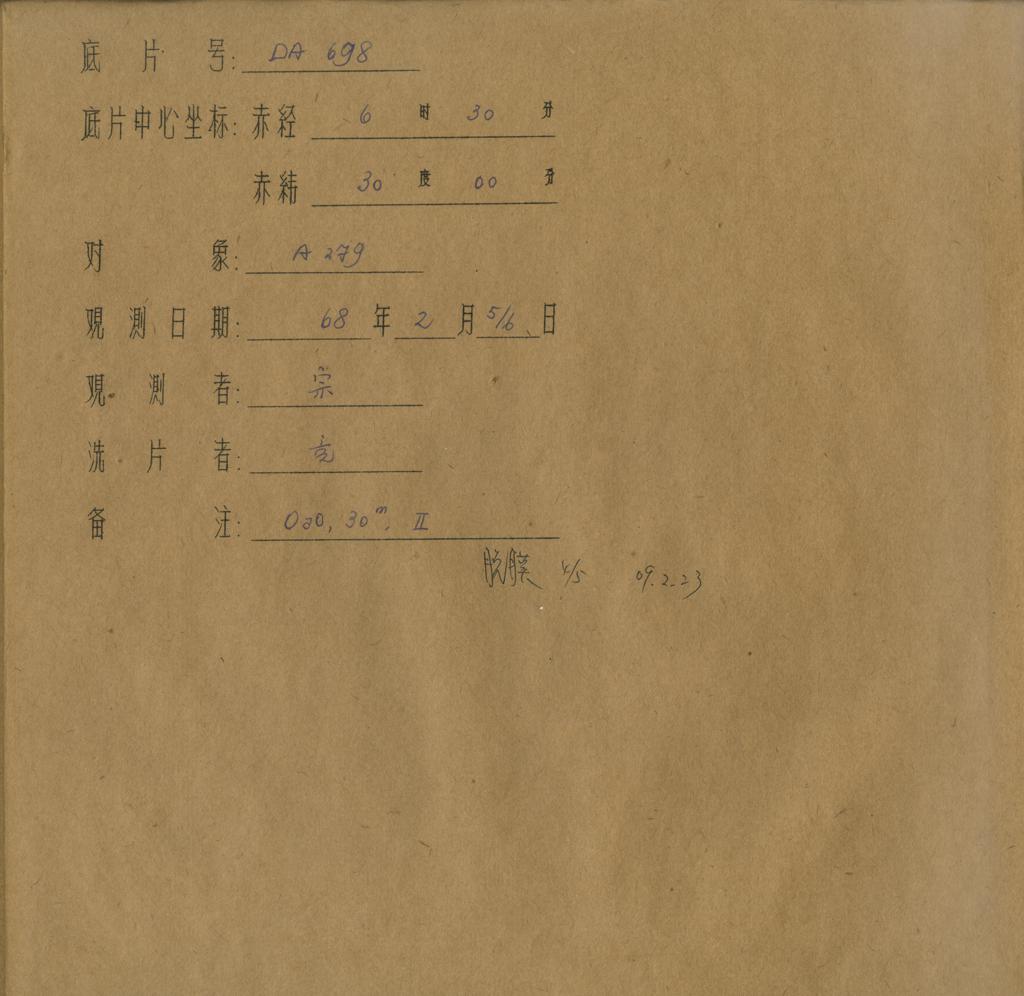 底片号: DA 698
底片中心坐标: 赤经 6 时 30 分
赤纬 30 度 00 分
对象: A 279
观测日期: 68 年 2 月 5/6 日
观测者: 宗
洗片者:
备注: Oa0, 30ᵐ, II
脱膜 4/5 09.2.23